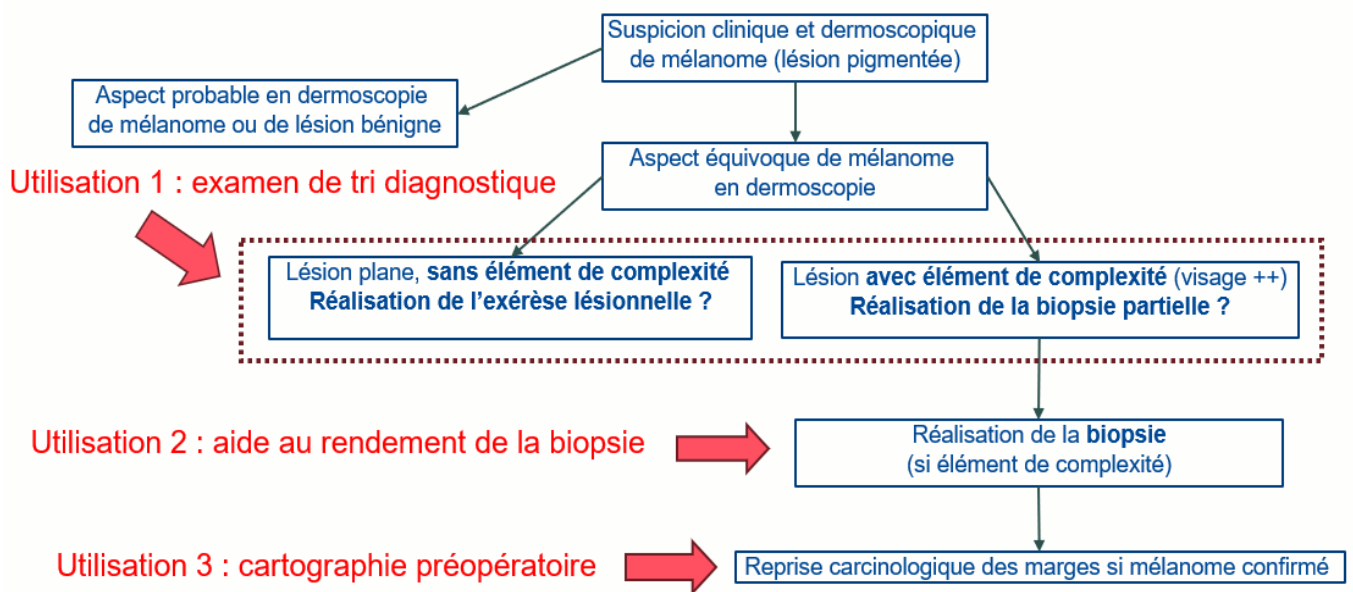 Suspicion clinique et dermoscopique
de mélanome (lésion pigmentée)
Aspect probable en dermoscopie
de mélanome ou de lésion bénigne
Aspect équivoque de mélanome
en dermoscopie
Utilisation 1 : examen de tri diagnostique
Lésion plane, sans élément de complexité
Réalisation de l'exérèse lésionnelle ?
Lésion avec élément de complexité (visage ++)
Réalisation de la biopsie partielle ?
Utilisation 2 : aide au rendement de la biopsie
Réalisation de la biopsie
(si élément de complexité)
Utilisation 3 : cartographie préopératoire
Reprise carcinologique des marges si mélanome confirmé